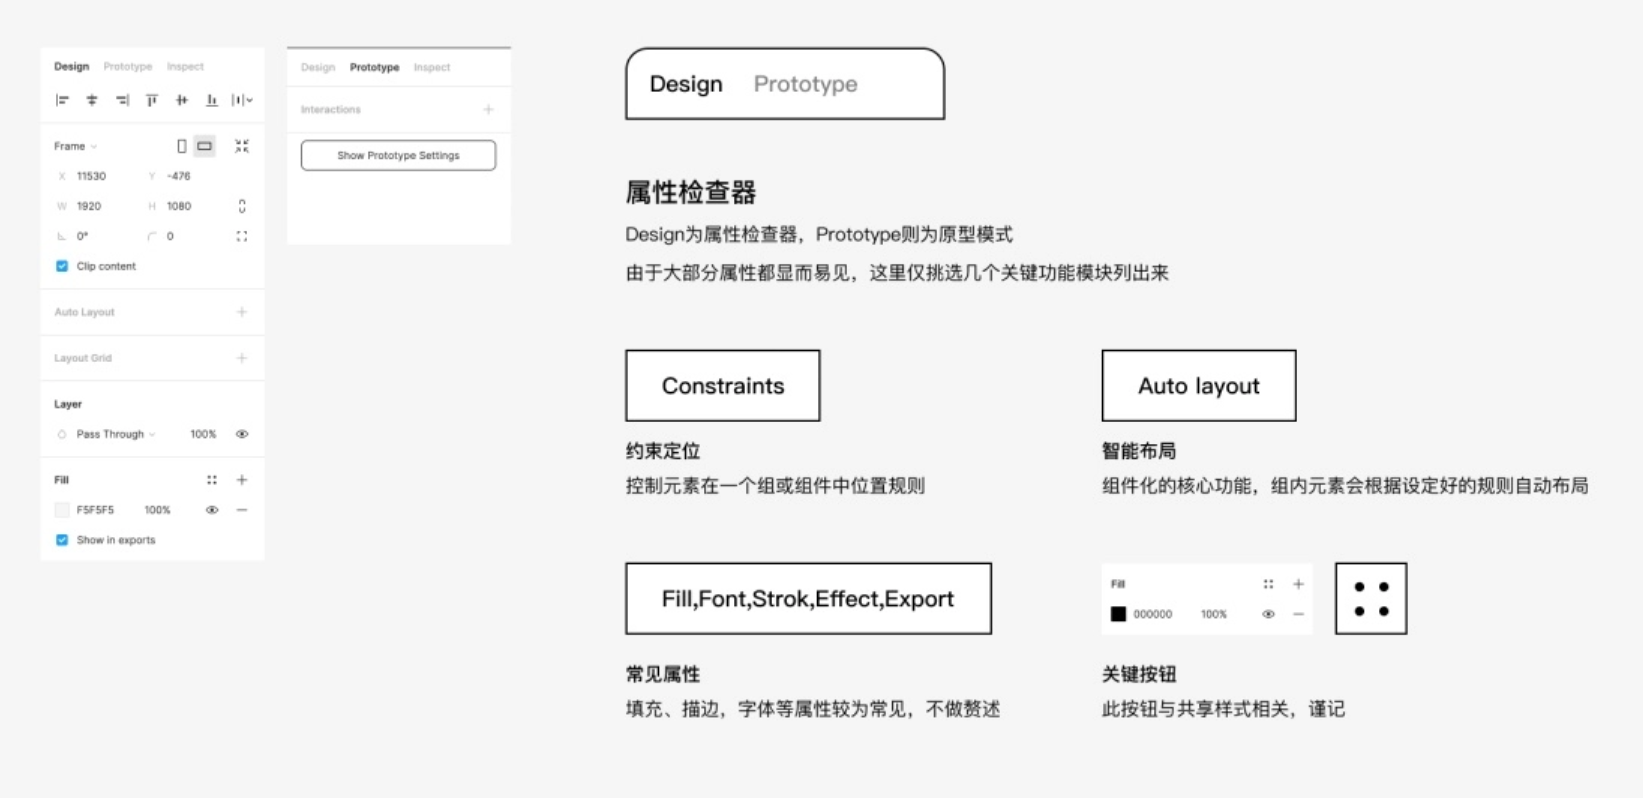 Design Prototype Inspect
Frame
X 11530 Y -476
W 1920 H 1080
0° 0
Clip content
Auto Layout
Layout Grid
Layer
Pass Through 100%
Fill
F5F5F5 100%
Show in exports
Design Prototype Inspect
Interactions
Show Prototype Settings
Design Prototype
属性检查器
Design为属性检查器，Prototype则为原型模式
由于大部分属性都显而易见，这里仅挑选几个关键功能模块列出来
Constraints
约束定位
控制元素在一个组或组件中位置规则
Auto layout
智能布局
组件化的核心功能，组内元素会根据设定好的规则自动布局
Fill,Font,Strok,Effect,Export
常见属性
填充、描边，字体等属性较为常见，不做赘述
Fill
000000 100%
关键按钮
此按钮与共享样式相关，谨记